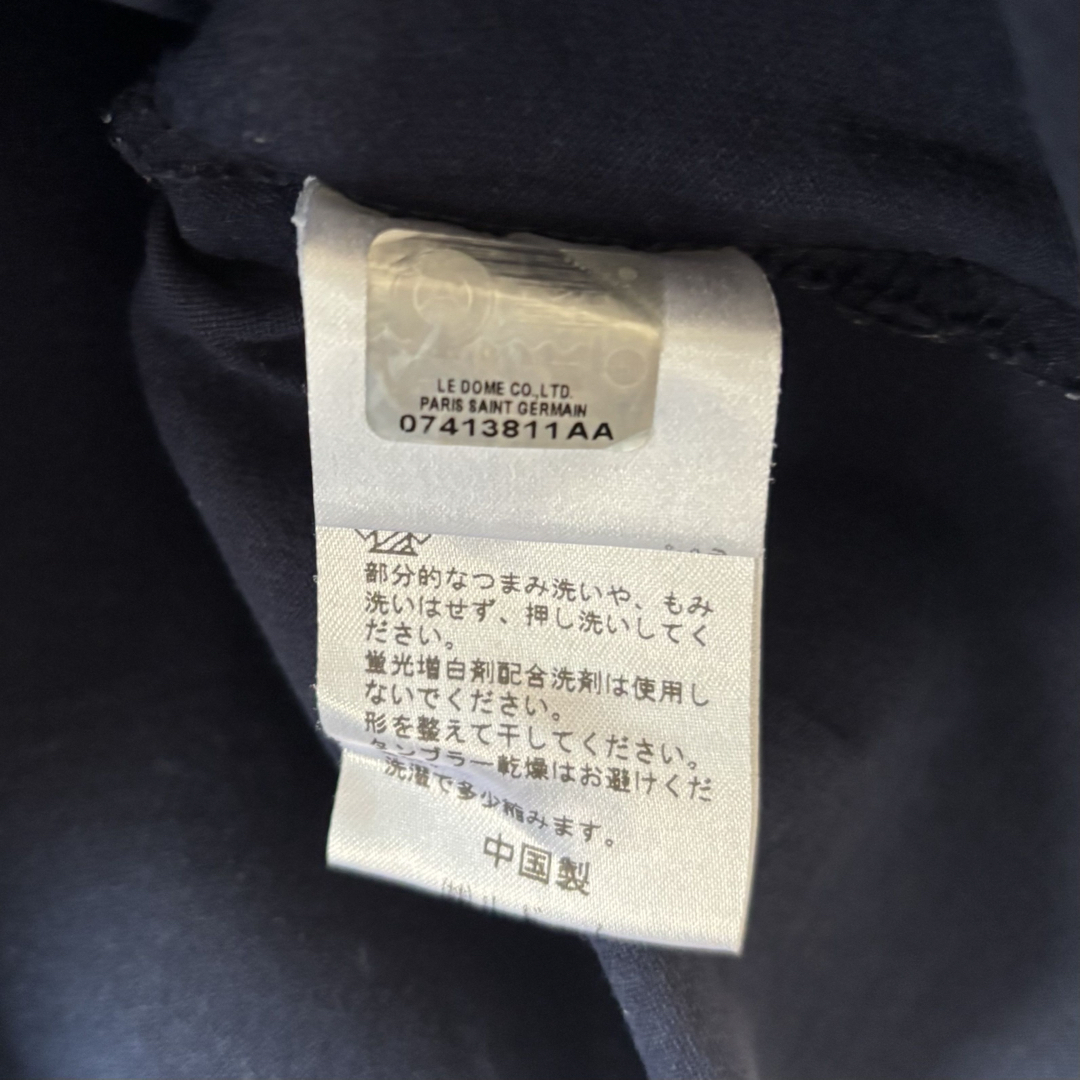 LE DOME CO.,LTD.
PARIS SAINT GERMAIN
07413811AA
部分的なつまみ洗いや、もみ
洗いはせず、押し洗いしてく
ださい。
蛍光増白剤配合洗剤は使用し
ないでください。
形を整えて干してください。
タンブラー乾燥はお避けくだ
洗濯で多少縮みます。
中国製